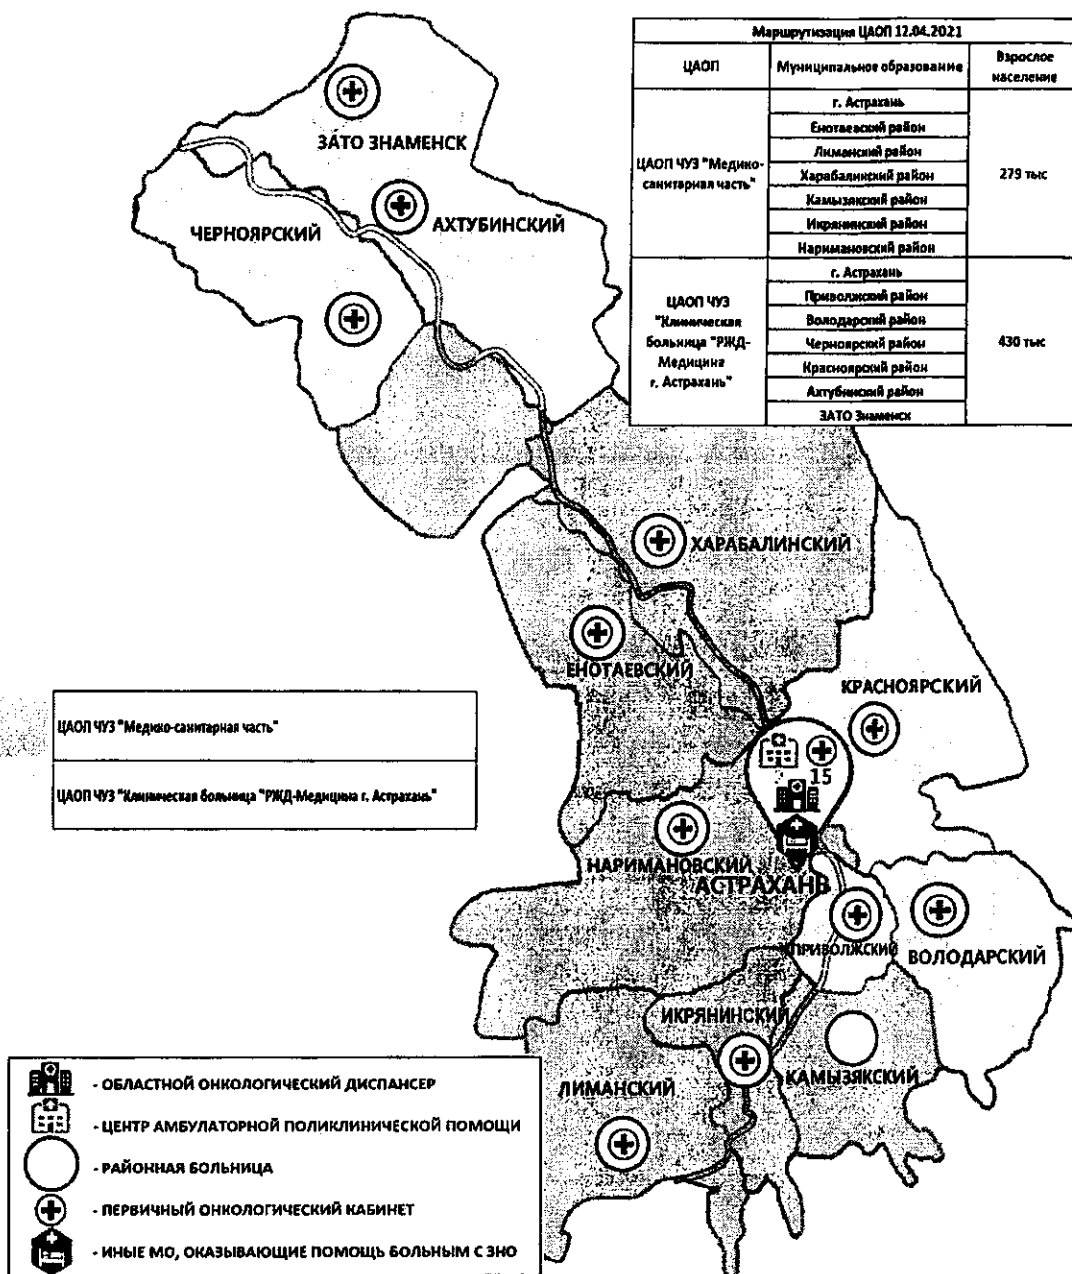 Маршрутизация ЦАОП 12.04.2021
ЦАОП
Муниципальное образование
Взрослое
население
ЦАОП ЧУЗ "Медико-
санитарная часть"
г. Астрахань
Енотаевский район
Лиманский район
Харабалинский район
Камызякский район
Икрянинский район
Наримановский район
279 тыс
ЦАОП ЧУЗ
"Клиническая
больница "РЖД-
Медицина
г. Астрахань"
г. Астрахань
Приволжский район
Володарский район
Черноярский район
Красноярский район
Ахтубинский район
ЗАТО Знаменск
430 тыс
ЗАТО ЗНАМЕНСК
АХТУБИНСКИЙ
ЧЕРНОЯРСКИЙ
ХАРАБАЛИНСКИЙ
ЕНОТАЕВСКИЙ
КРАСНОЯРСКИЙ
15
НАРИМАНОВСКИЙ
АСТРАХАНЬ
ПРИВОЛЖСКИЙ
ВОЛОДАРСКИЙ
ИКРЯНИНСКИЙ
КАМЫЗЯКСКИЙ
ЛИМАНСКИЙ
ЦАОП ЧУЗ "Медико-санитарная часть"
ЦАОП ЧУЗ "Клиническая больница "РЖД-Медицина г. Астрахань"
- ОБЛАСТНОЙ ОНКОЛОГИЧЕСКИЙ ДИСПАНСЕР
- ЦЕНТР АМБУЛАТОРНОЙ ПОЛИКЛИНИЧЕСКОЙ ПОМОЩИ
- РАЙОННАЯ БОЛЬНИЦА
- ПЕРВИЧНЫЙ ОНКОЛОГИЧЕСКИЙ КАБИНЕТ
- ИНЫЕ МО, ОКАЗЫВАЮЩИЕ ПОМОЩЬ БОЛЬНЫМ С ЗНО